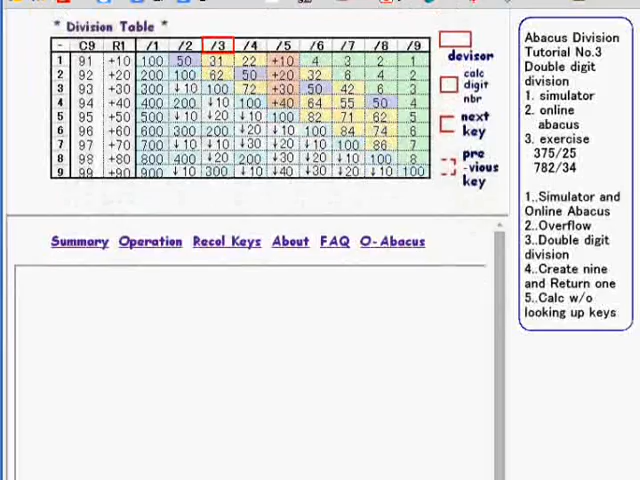 * Division Table *
- C9 R1 /1 /2 /3 /4 /5 /6 /7 /8 /9
1 91 +10 100 50 31 22 +10 4 3 2 1
2 92 +20 200 100 62 50 +20 32 6 4 2
3 93 +30 300 ↓10 100 72 +30 50 42 6 3
4 94 +40 400 200 ↓10 100 +40 64 55 50 4
5 95 +50 500 ↓10 ↓20 ↓10 100 82 71 62 5
6 96 +60 600 300 200 ↓20 ↓10 100 84 74 6
7 97 +70 700 ↓10 ↓10 ↓30 ↓20 ↓10 100 86 7
8 98 +80 800 400 ↓20 200 ↓30 ↓20 ↓10 100 8
9 99 +90 900 ↓10 300 ↓10 ↓40 ↓30 ↓20 ↓10 100
devisor
calc
digit
nbr
next
key
pre
-vious
key
Summary Operation Recol Keys About FAQ O-Abacus
Abacus Division
Tutorial No.3
Double digit
division
1. simulator
2. online
abacus
3. exercise
375/25
782/34
1..Simulator and
Online Abacus
2..Overflow
3..Double digit
division
4..Create nine
and Return one
5..Calc w/o
looking up keys